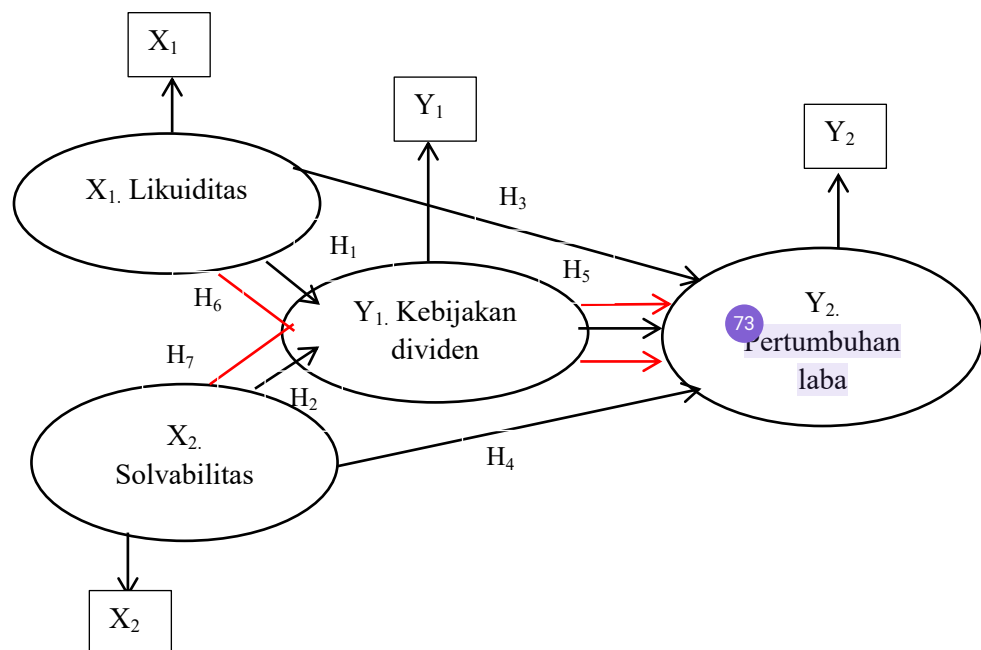 X₁
Y₁
Y₂
X₁. Likuiditas
H₃
H₁
H₅
H₆
Y₁. Kebijakan
dividen
Y₂.
73
Pertumbuhan
laba
H₇
H₂
X₂.
Solvabilitas
H₄
X₂